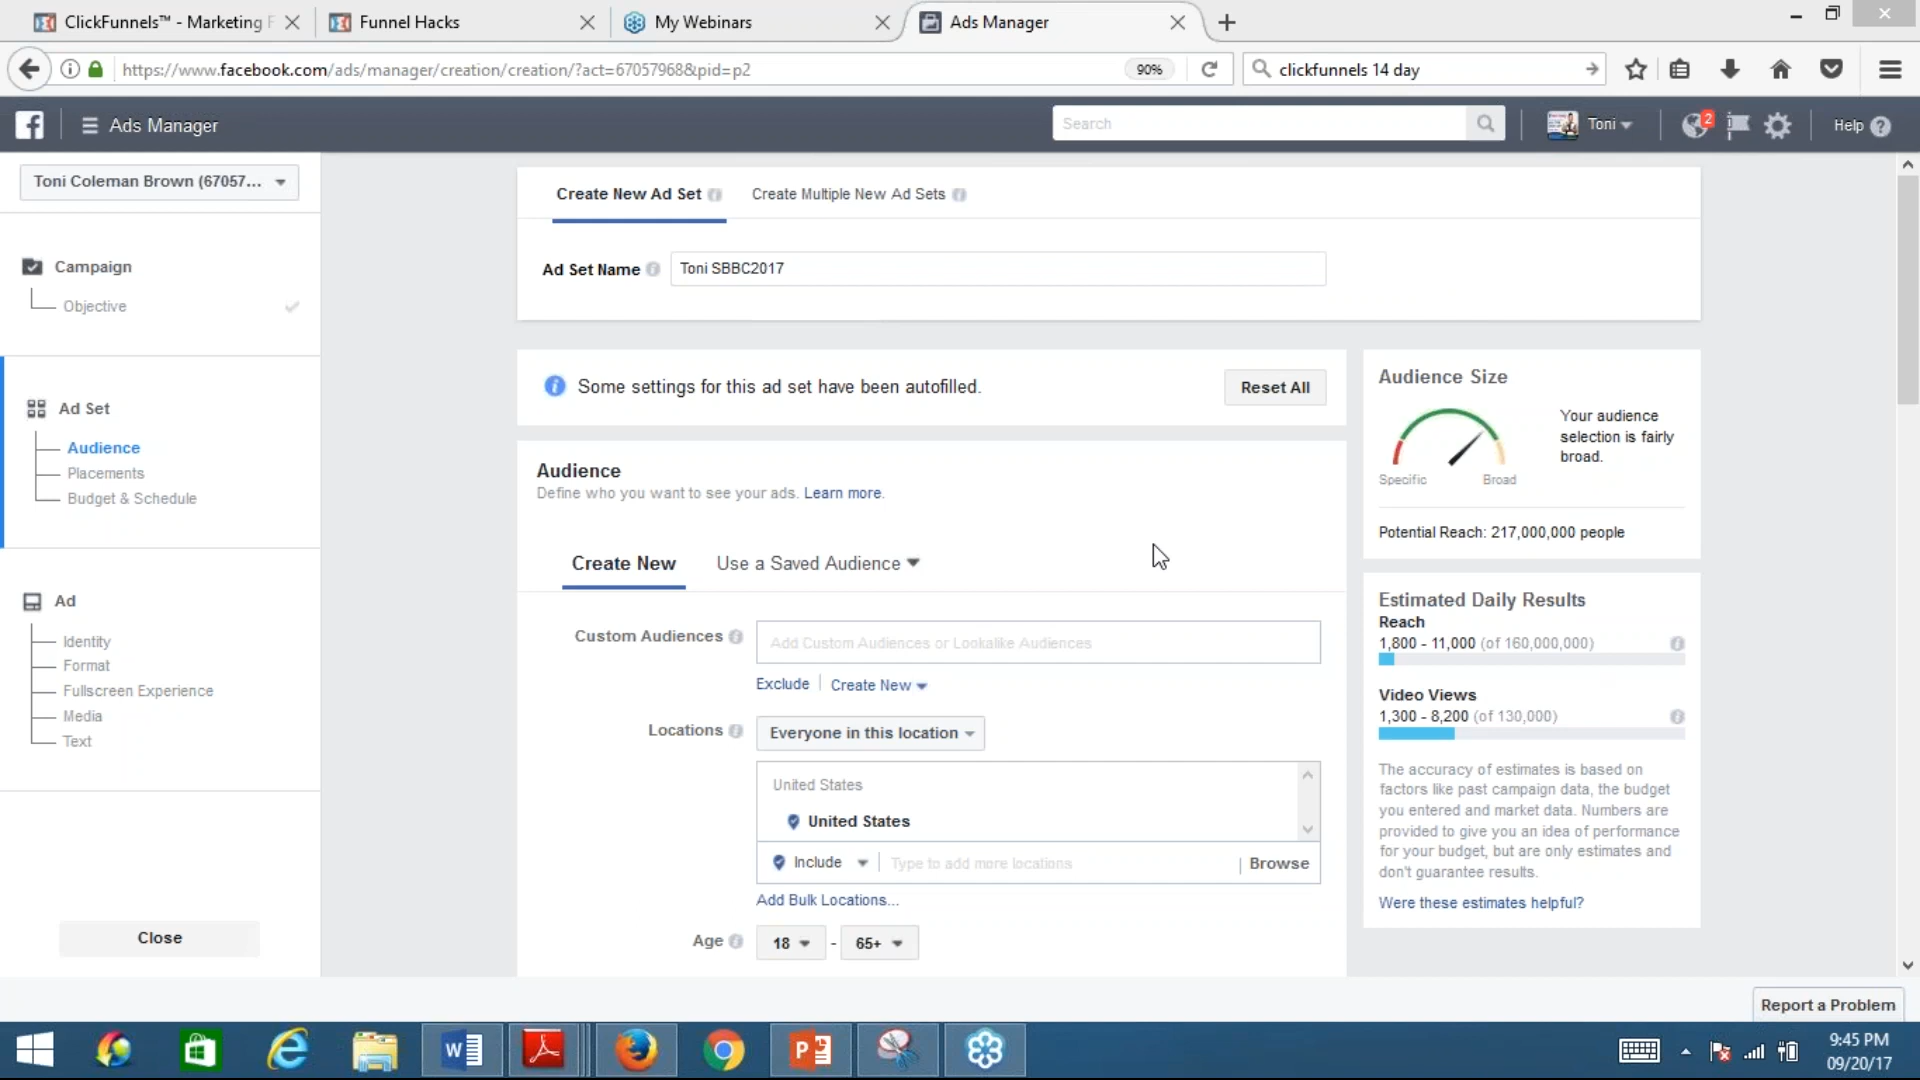 ClickFunnels™ - Marketing F
Funnel Hacks
My Webinars
Ads Manager
https://www.facebook.com/ads/manager/creation/creation/?act=67057968&pid=p2
90%
clickfunnels 14 day
Ads Manager
Search
Toni
2
Help
Toni Coleman Brown (67057...
Campaign
Objective
Ad Set
Audience
Placements
Budget & Schedule
Ad
Identity
Format
Fullscreen Experience
Media
Text
Close
Create New Ad Set
Create Multiple New Ad Sets
Ad Set Name
Toni SBBC2017
Some settings for this ad set have been autofilled.
Reset All
Audience
Define who you want to see your ads. Learn more.
Create New
Use a Saved Audience
Custom Audiences
Add Custom Audiences or Lookalike Audiences
Exclude
Create New
Locations
Everyone in this location
United States
United States
Include
Type to add more locations
Browse
Add Bulk Locations...
Age
18
-
65+
Audience Size
Your audience
selection is fairly
broad.
Specific
Broad
Potential Reach: 217,000,000 people
Estimated Daily Results
Reach
1,800 - 11,000 (of 160,000,000)
Video Views
1,300 - 8,200 (of 130,000)
The accuracy of estimates is based on
factors like past campaign data, the budget
you entered and market data. Numbers are
provided to give you an idea of performance
for your budget, but are only estimates and
don't guarantee results.
Were these estimates helpful?
Report a Problem
9:45 PM
09/20/17